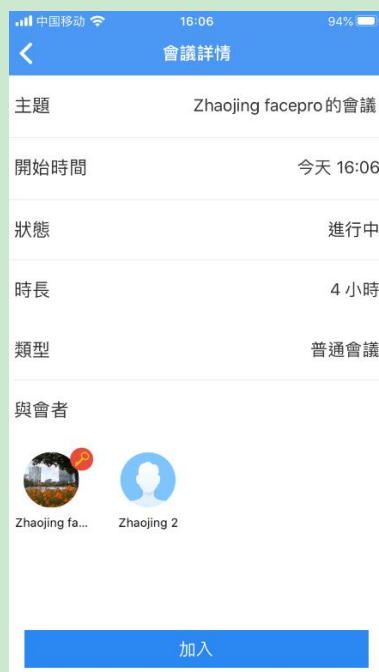 中国移动 16:06 94%
會議詳情
主題 Zhaojing facepro的會議
開始時間 今天 16:06
狀態 進行中
時長 4 小時
類型 普通會議
與會者
Zhaojing fa... Zhaojing 2
加入